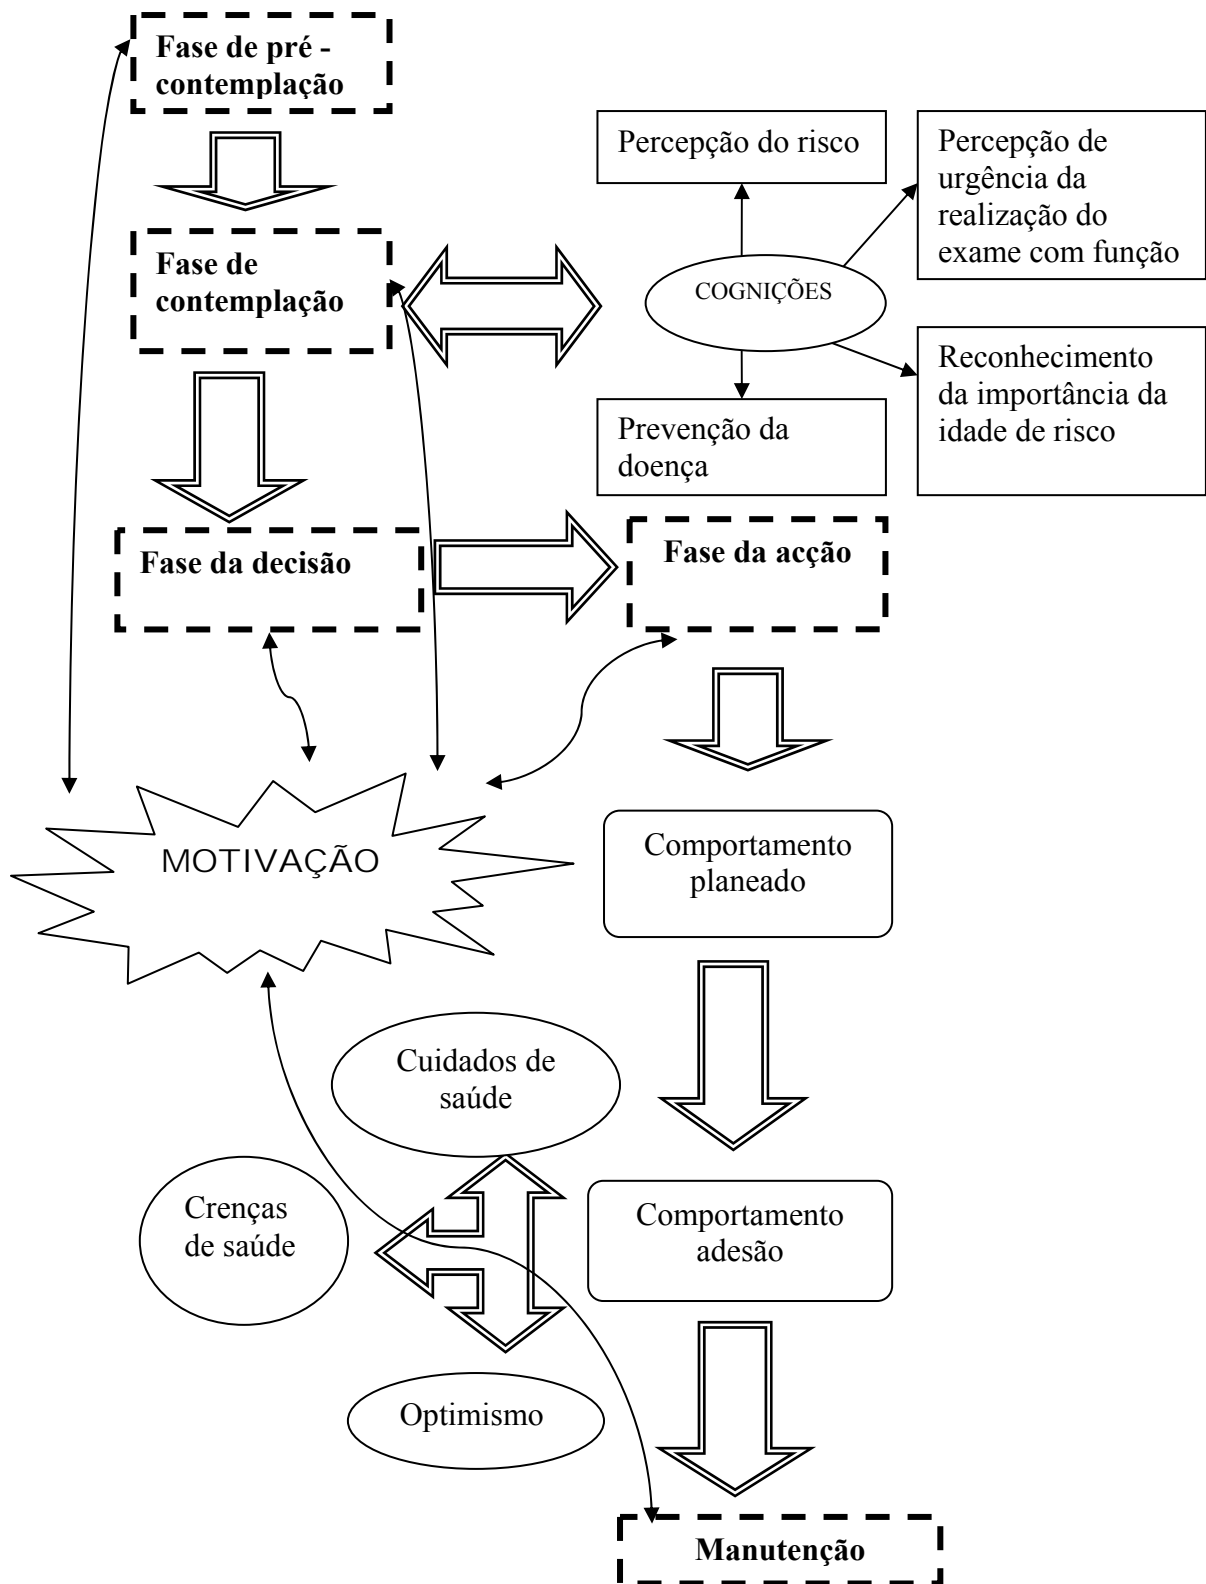 Fase de pré -
contemplação
Percepção do risco
Percepção de
urgência da
realização do
exame com função
Fase de
contemplação
COGNIÇÕES
Reconhecimento
da importância da
idade de risco
Prevenção da
doença
Fase da decisão
Fase da acção
MOTIVAÇÃO
Comportamento
planeado
Cuidados de
saúde
Crenças
de saúde
Comportamento
adesão
Optimismo
Manutenção